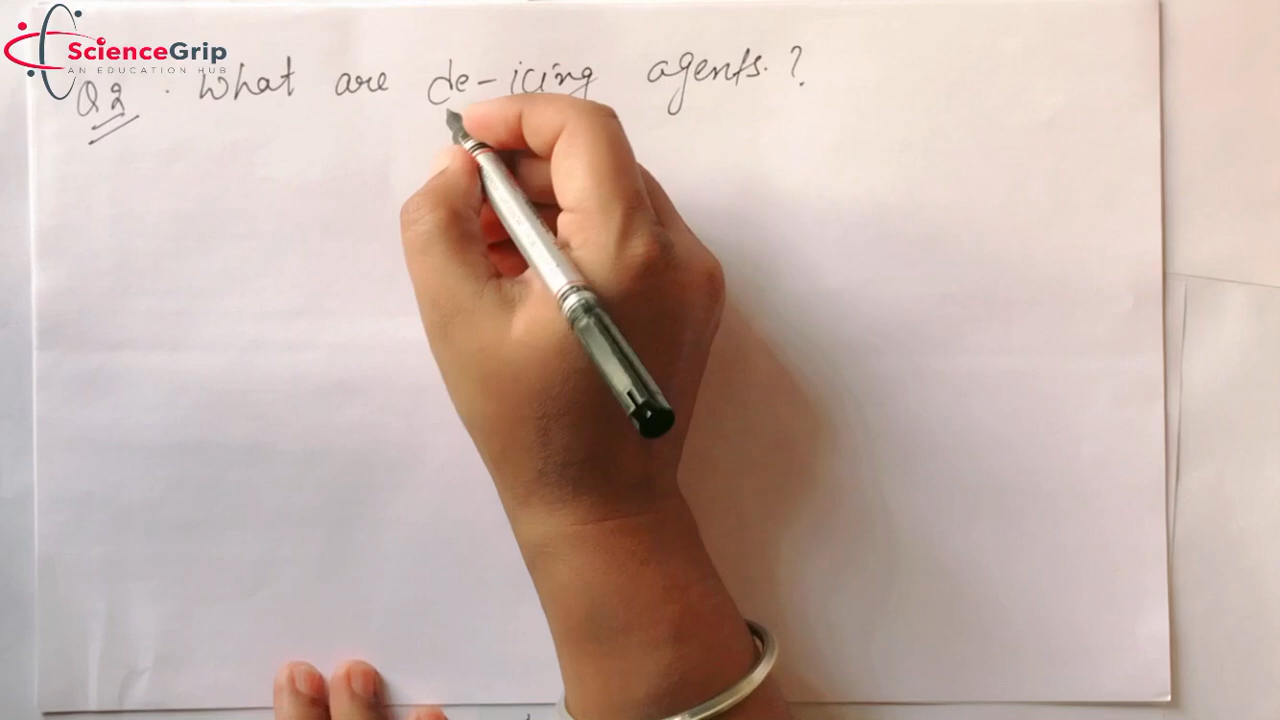 ScienceGrip
AN EDUCATION HUB
Q2. What are de-icing agents.?